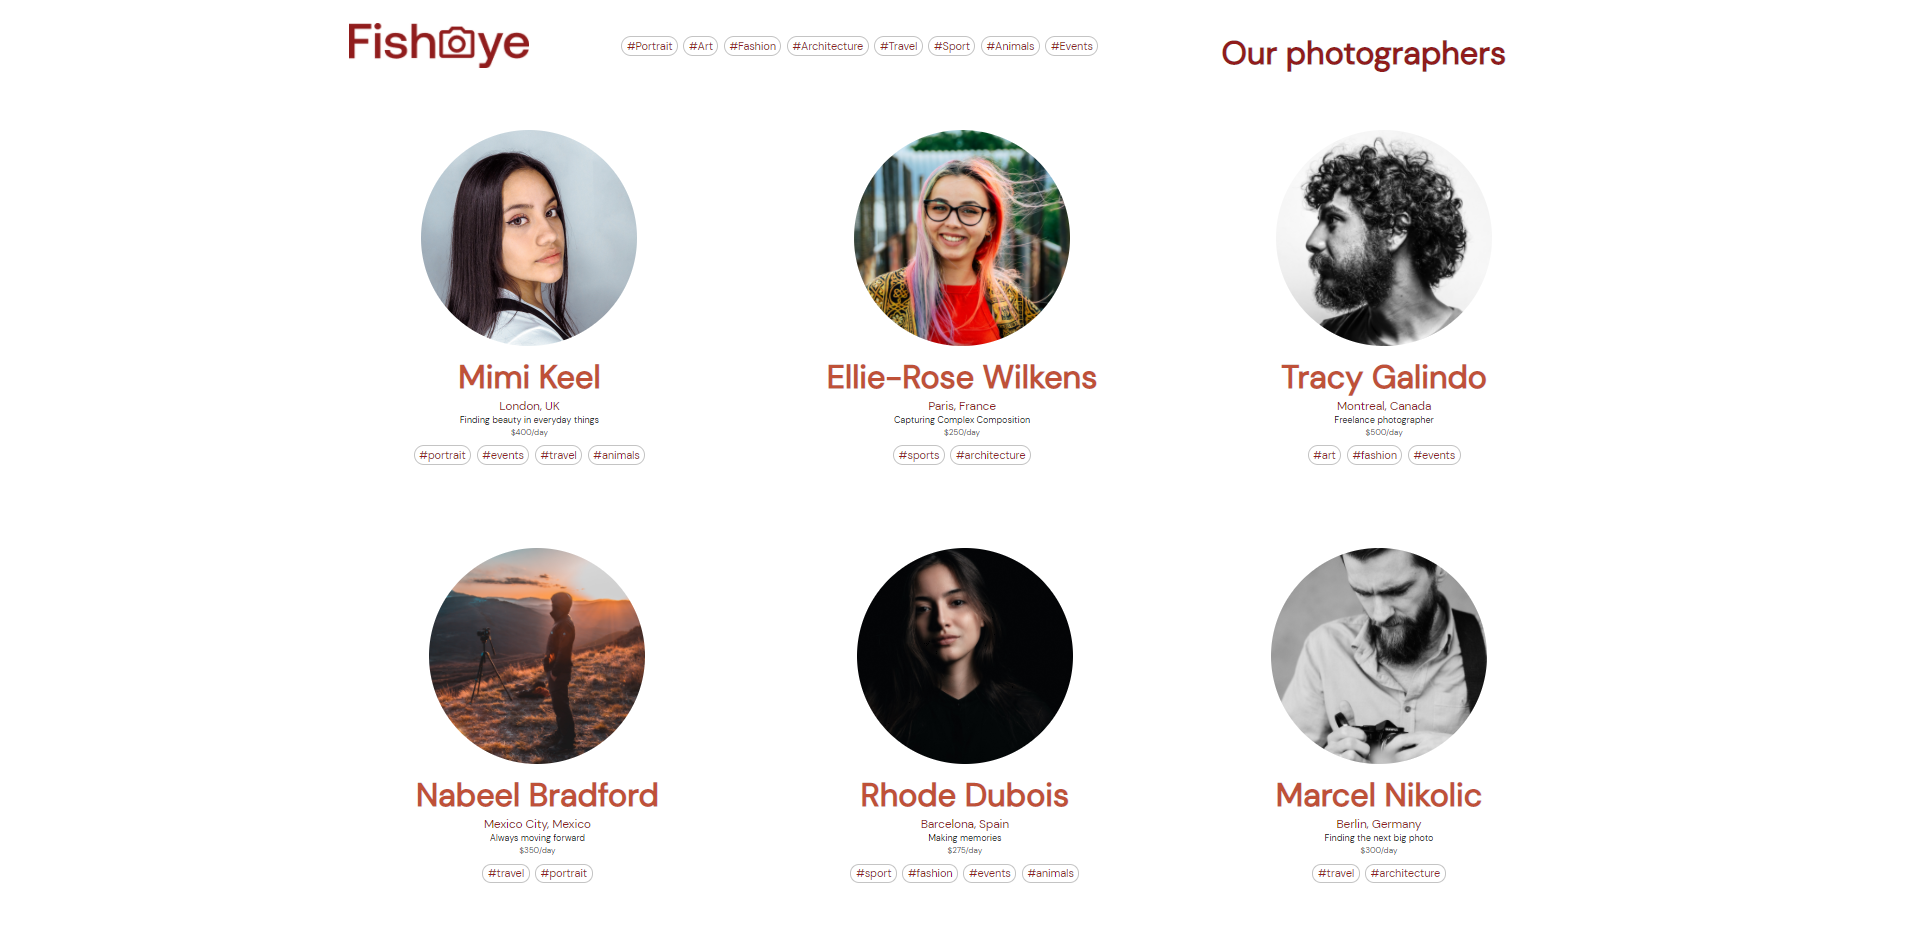 Fisheye
#Portrait #Art #Fashion #Architecture #Travel #Sport #Animals #Events
Our photographers
Mimi Keel
London, UK
Finding beauty in everyday things
$400/day
#portrait #events #travel #animals
Ellie-Rose Wilkens
Paris, France
Capturing Complex Composition
$250/day
#sports #architecture
Tracy Galindo
Montreal, Canada
Freelance photographer
$500/day
#art #fashion #events
Nabeel Bradford
Mexico City, Mexico
Always moving forward
$350/day
#travel #portrait
Rhode Dubois
Barcelona, Spain
Making memories
$275/day
#sport #fashion #events #animals
Marcel Nikolic
Berlin, Germany
Finding the next big photo
$300/day
#travel #architecture